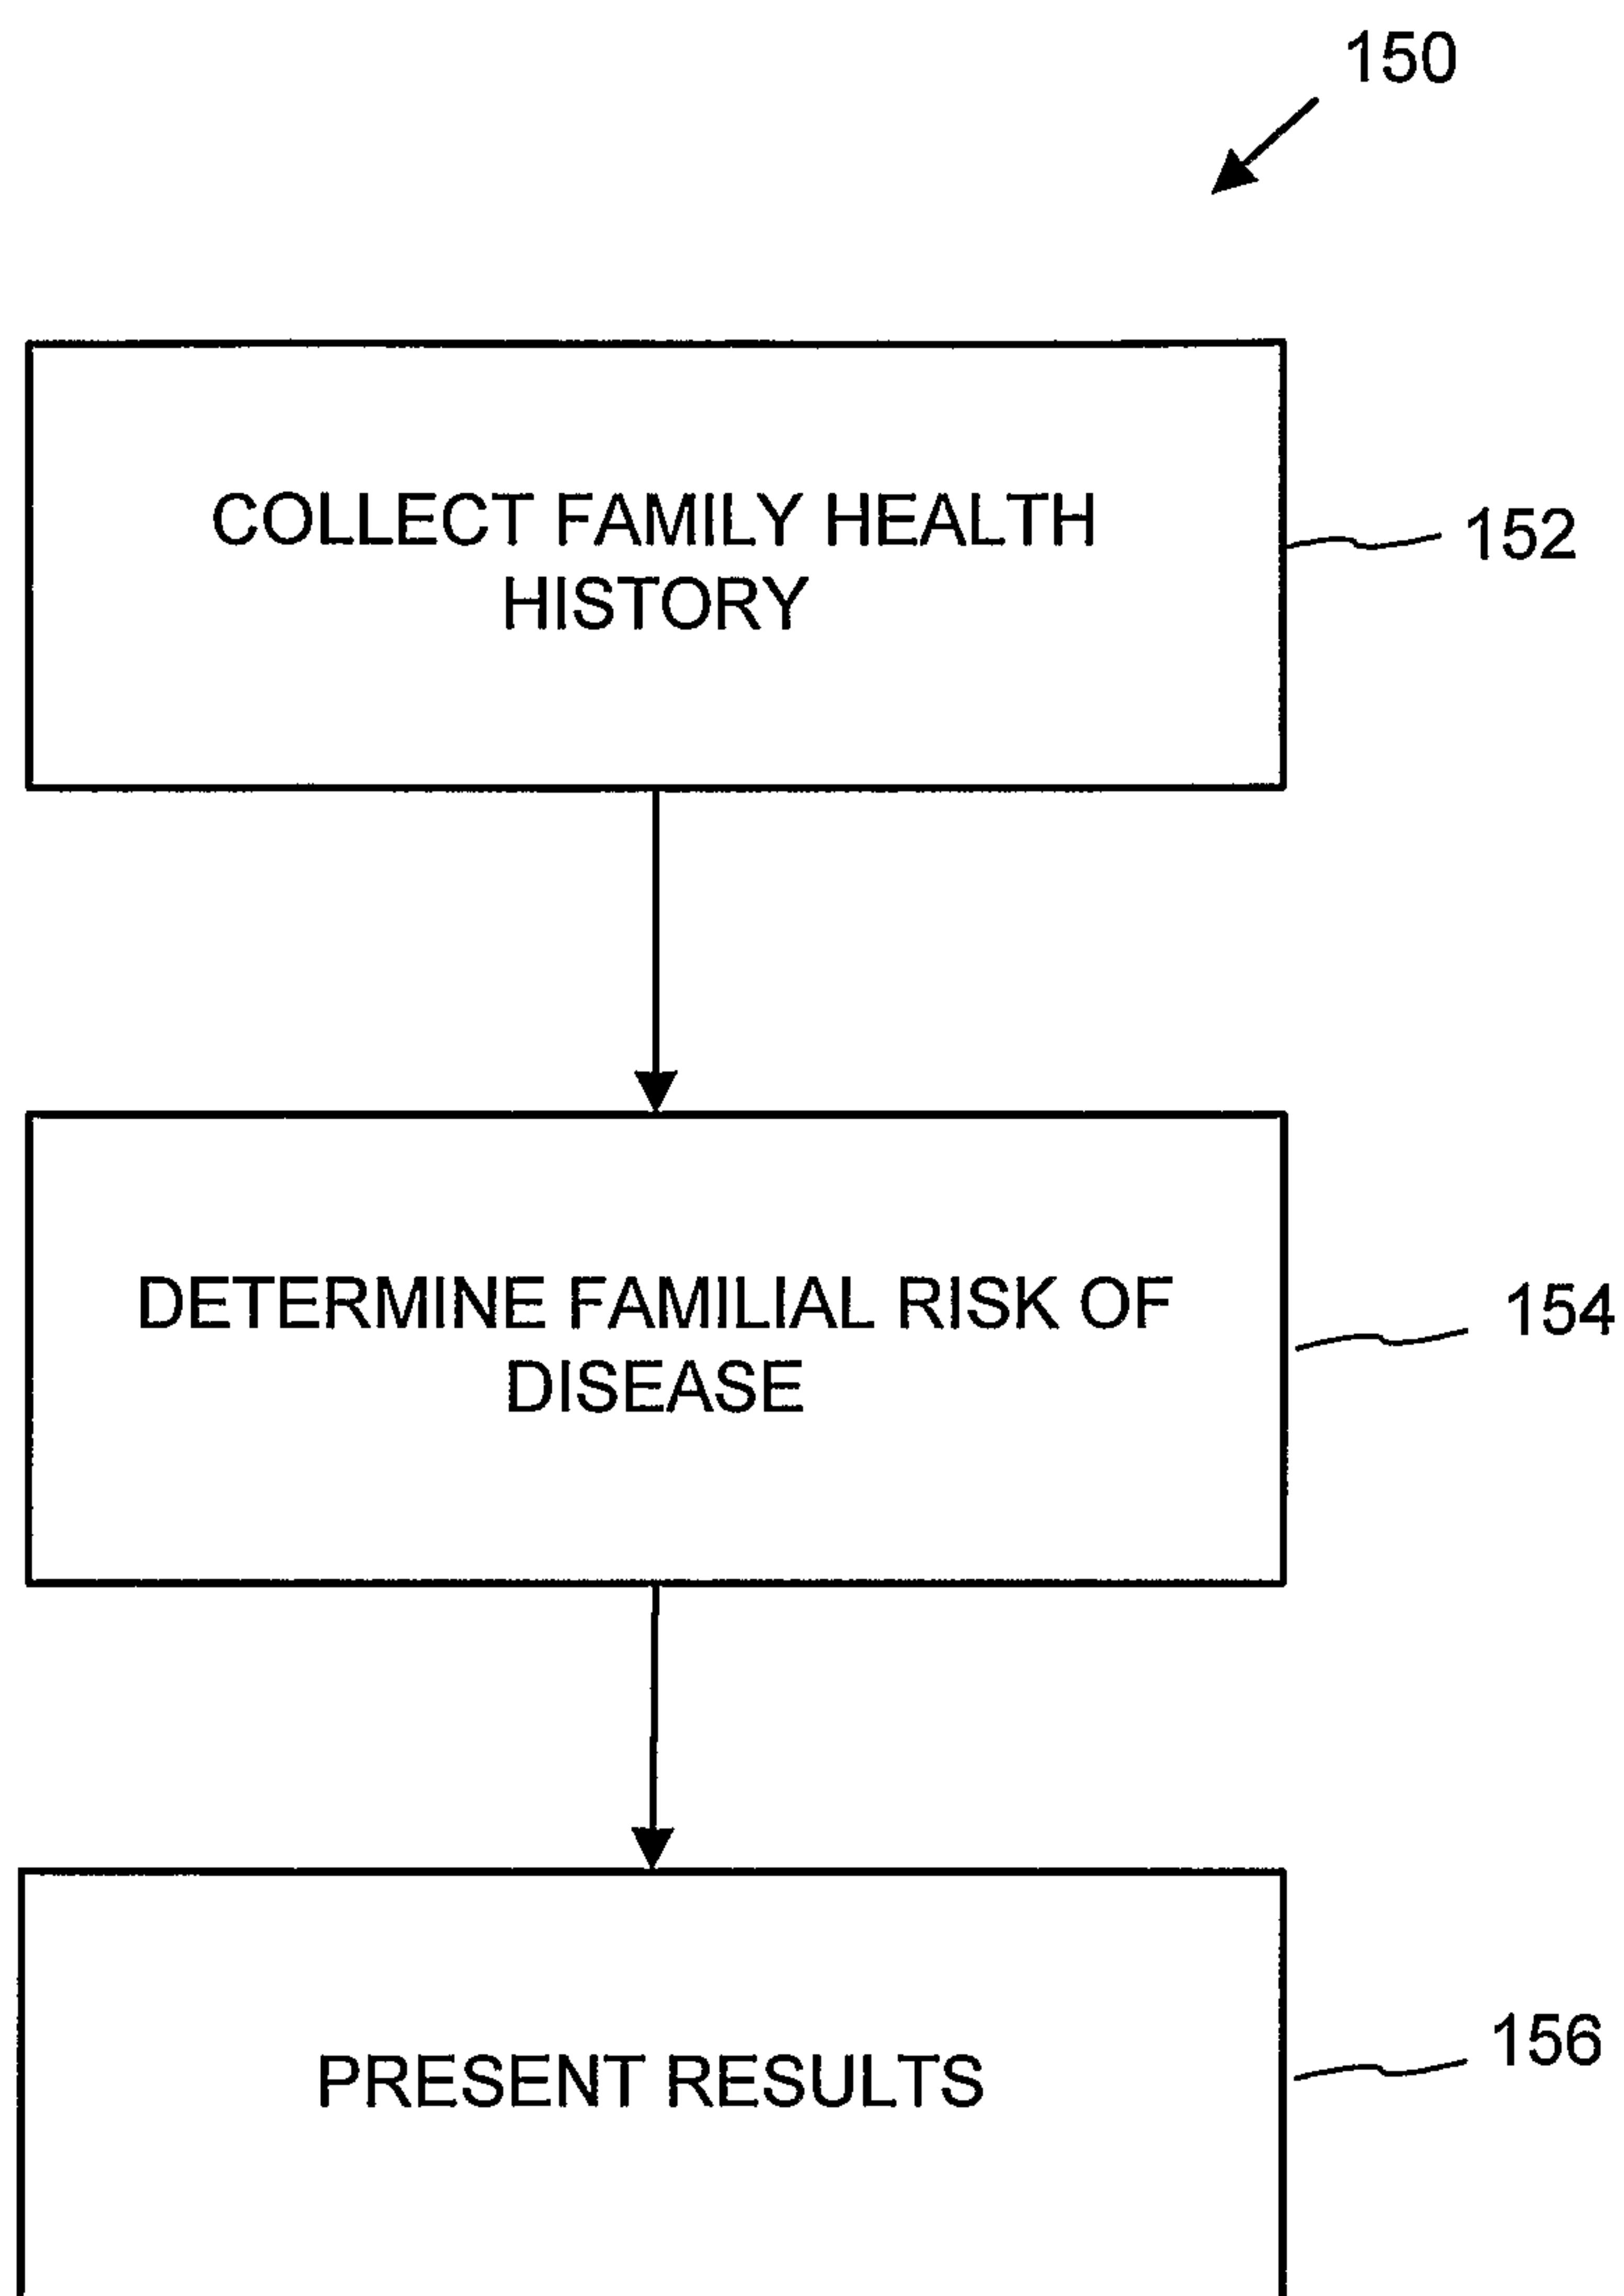 150
COLLECT FAMILY HEALTH
HISTORY
152
DETERMINE FAMILIAL RISK OF
DISEASE
154
PRESENT RESULTS
156